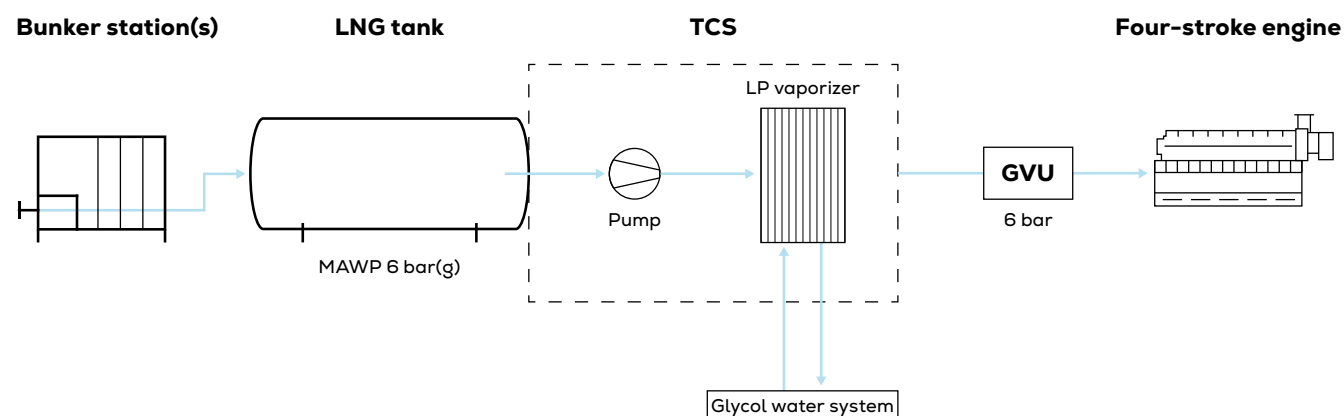 Bunker station(s)
LNG tank
TCS
Four-stroke engine
LP vaporizer
GVU
Pump
6 bar
MAWP 6 bar(g)
Glycol water system